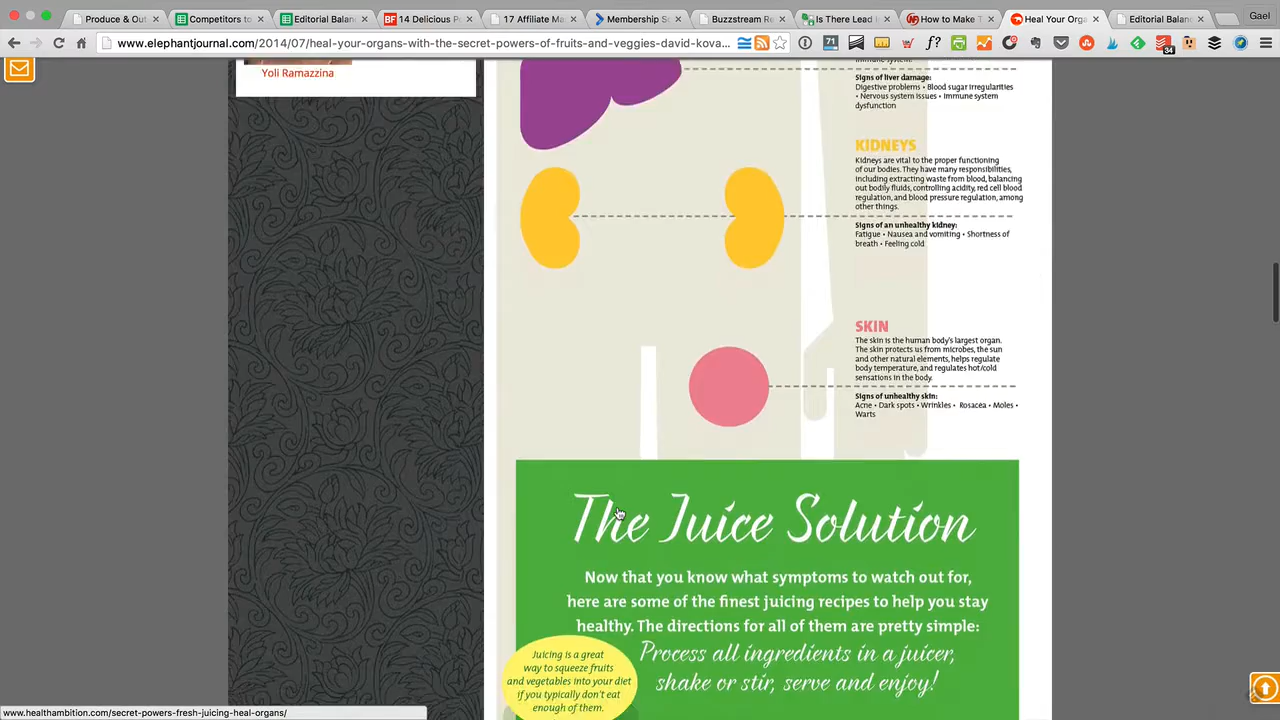 Produce & Out
Competitors to
Editorial Balan
14 Delicious P
17 Affiliate Ma
Membership S
Buzzstream Re
Is There Lead
How to Make T
Heal Your Orga
Editorial Balan
Gael
www.elephantjournal.com/2014/07/heal-your-organs-with-the-secret-powers-of-fruits-and-veggies-david-kova...
Yoli Ramazzina
Signs of liver damage:
Digestive problems • Blood sugar irregularities
• Nervous system issues • Immune system
dysfunction
KIDNEYS
Kidneys are vital to the proper functioning
of our bodies. They have many responsibilities,
including extracting waste from blood, balancing
out bodily fluids, controlling acidity, red cell blood
regulation, and blood pressure regulation, among
other things.
Signs of an unhealthy kidney:
Fatigue • Nausea and vomiting • Shortness of
breath • Feeling cold
SKIN
The skin is the human body's largest organ.
The skin protects us from microbes, the sun
and other natural elements, helps regulate
body temperature, and regulates hot/cold
sensations in the body.
Signs of unhealthy skin:
Acne • Dark spots • Wrinkles • Rosacea • Moles •
Warts
The Juice Solution
Now that you know what symptoms to watch out for,
here are some of the finest juicing recipes to help you stay
healthy. The directions for all of them are pretty simple:
Process all ingredients in a juicer,
shake or stir, serve and enjoy!
Juicing is a great
way to squeeze fruits
and vegetables into your diet
if you typically don't eat
enough of them.
www.healthambition.com/secret-powers-fresh-juicing-heal-organs/